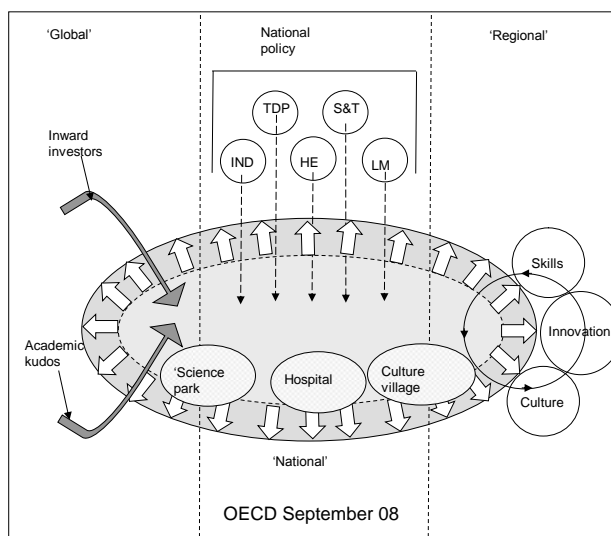 ‘Global’
National
policy
‘Regional’
TDP
S&T
IND
HE
LM
Inward
investors
Skills
Innovation
Culture
Academic
kudos
‘Science
park
Hospital
Culture
village
‘National’
OECD September 08